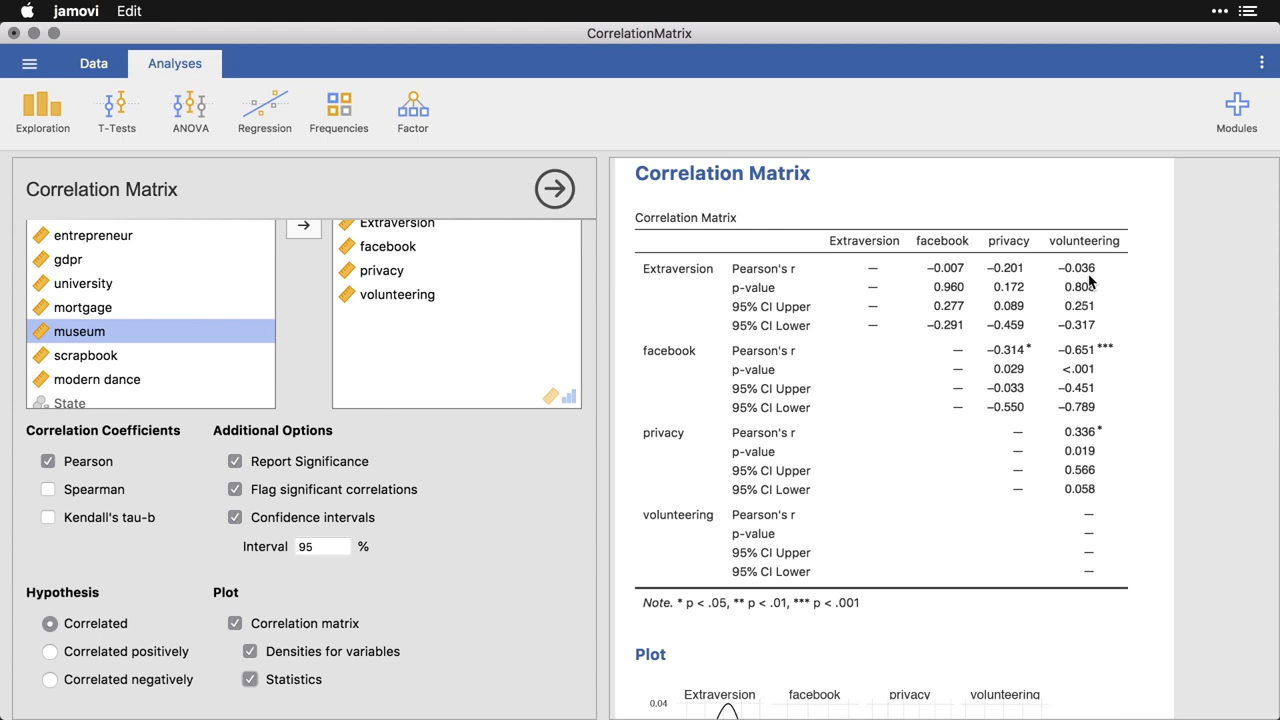 jamovi Edit
CorrelationMatrix
Data Analyses
Exploration T-Tests ANOVA Regression Frequencies Factor Modules
Correlation Matrix
entrepreneur
gdpr
university
mortgage
museum
scrapbook
modern dance
State
Extraversion
facebook
privacy
volunteering
Correlation Coefficients
Pearson
Spearman
Kendall's tau-b
Additional Options
Report Significance
Flag significant correlations
Confidence intervals
Interval 95 %
Hypothesis
Correlated
Correlated positively
Correlated negatively
Plot
Correlation matrix
Densities for variables
Statistics
Correlation Matrix
Correlation Matrix
Extraversion facebook privacy volunteering
Extraversion Pearson's r — -0.007 -0.201 -0.036
p-value — 0.960 0.172
95% CI Upper — 0.277 0.089 0.251
95% CI Lower — -0.291 -0.459 -0.317
facebook Pearson's r — -0.314 * -0.651 ***
p-value — 0.029 <.001
95% CI Upper — -0.033 -0.451
95% CI Lower — -0.550 -0.789
privacy Pearson's r — 0.336 *
p-value — 0.019
95% CI Upper — 0.566
95% CI Lower — 0.058
volunteering Pearson's r —
p-value —
95% CI Upper —
95% CI Lower —
Note. * p < .05, ** p < .01, *** p < .001
Plot
Extraversion facebook privacy volunteering
0.04